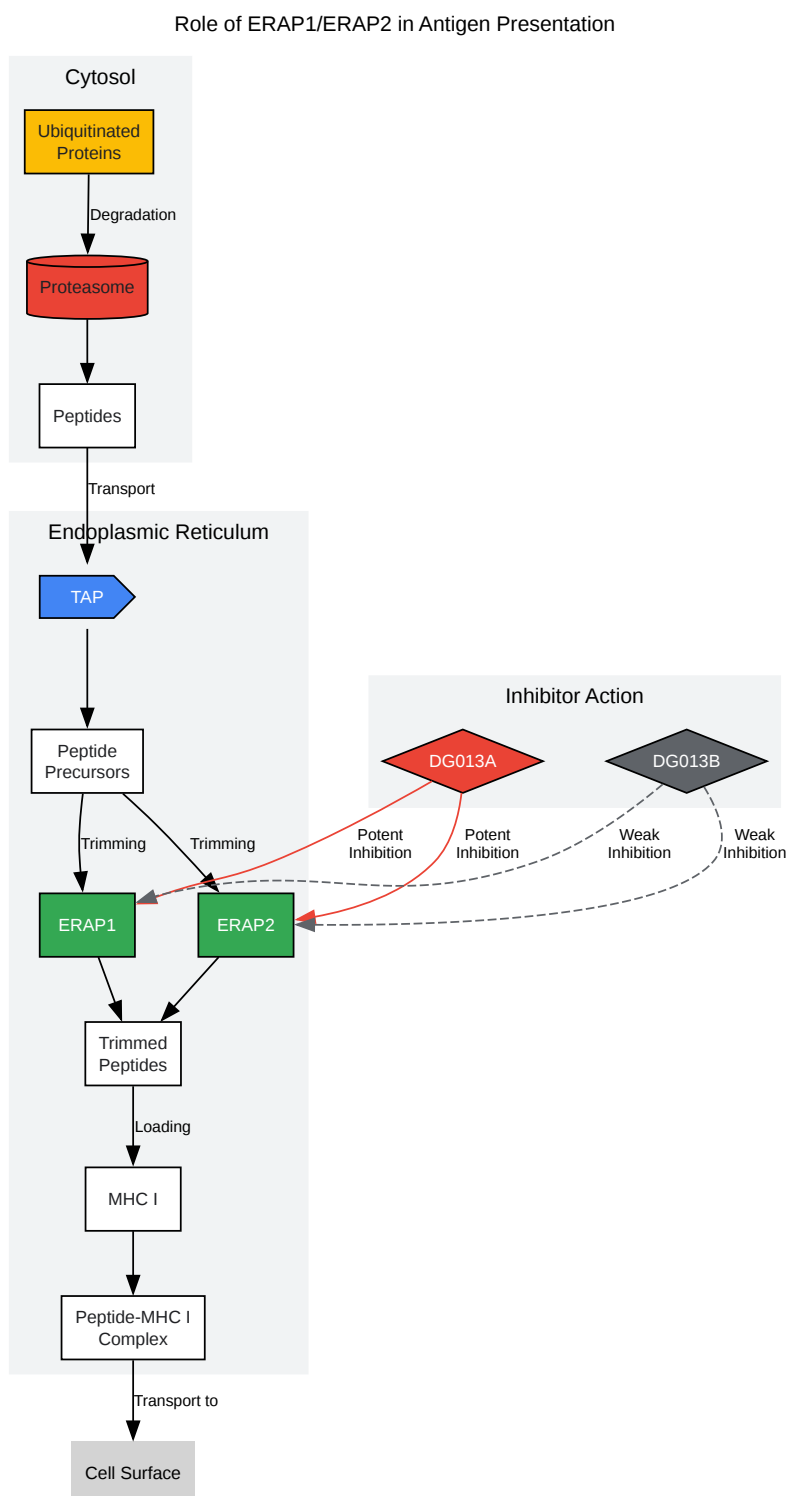 Role of ERAP1/ERAP2 in Antigen Presentation
Cytosol
Ubiquitinated
Proteins
Degradation
Proteasome
Peptides
Transport
Endoplasmic Reticulum
TAP
Inhibitor Action
Peptide
Precursors
DG013A
DG013B
Trimming
Trimming
Potent
Inhibition
Potent
Inhibition
Weak
Inhibition
Weak
Inhibition
ERAP1
ERAP2
Trimmed
Peptides
Loading
MHC I
Peptide-MHC I
Complex
Transport to
Cell Surface